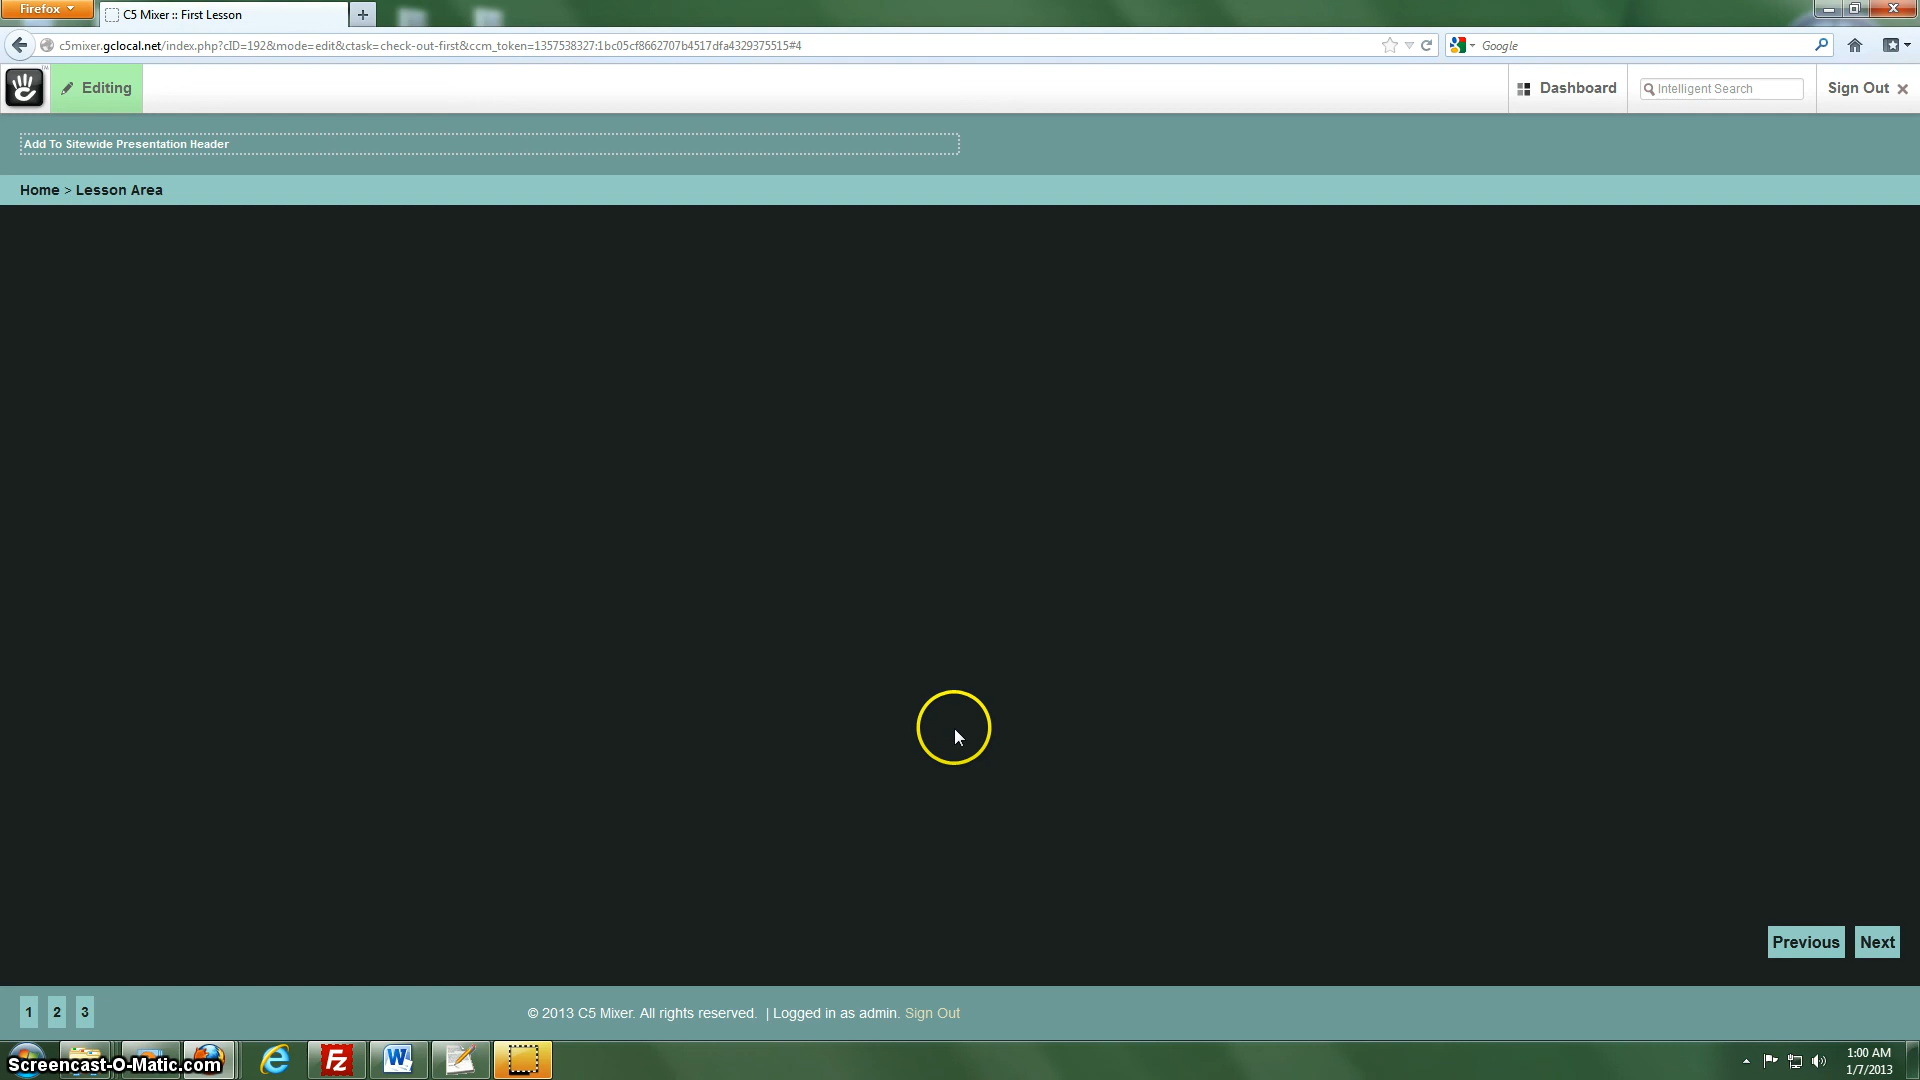 Firefox
C5 Mixer :: First Lesson
c5mixer.gclocal.net/index.php?cID=192&mode=edit&ctask=check-out-first&ccm_token=1357538327:1bc05cf8662707b4517dfa4329375515#4
Google
Editing
Dashboard
Intelligent Search
Sign Out
Add To Sitewide Presentation Header
Home > Lesson Area
Previous
Next
1 2 3
© 2013 C5 Mixer. All rights reserved. | Logged in as admin. Sign Out
Screencast-O-Matic.com
Fz
W
1:00 AM
1/7/2013